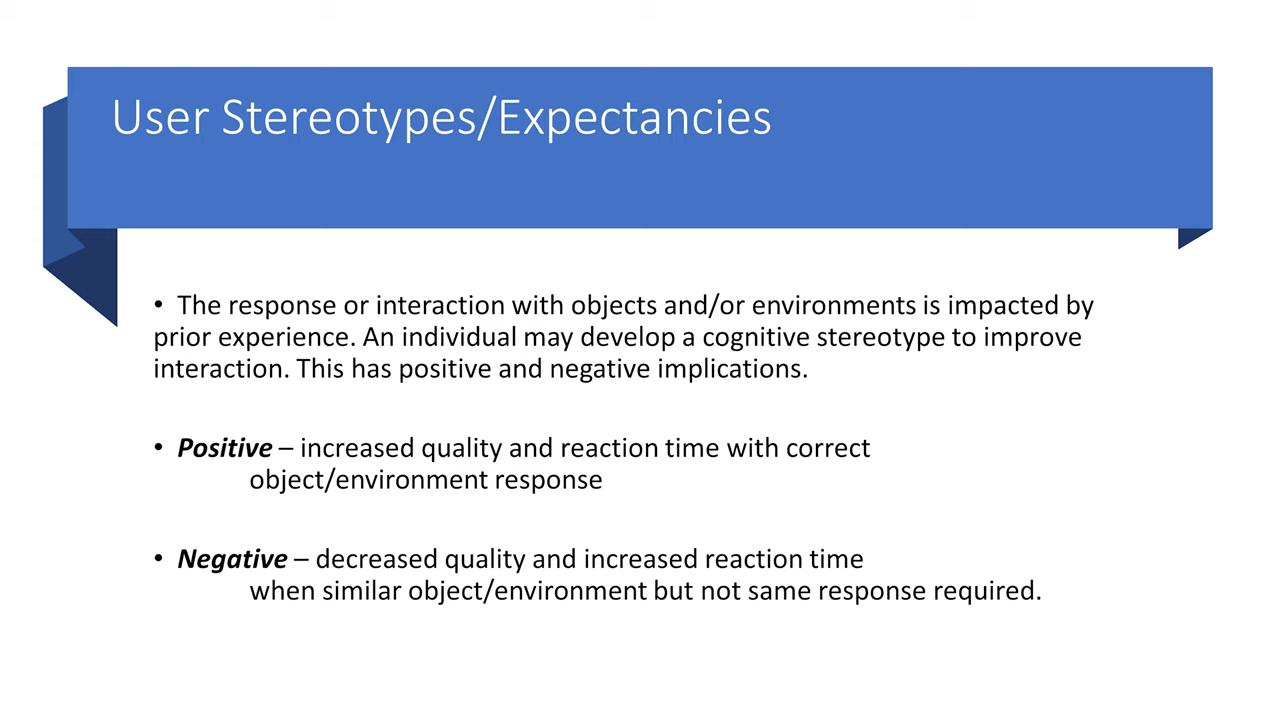 User Stereotypes/Expectancies
• The response or interaction with objects and/or environments is impacted by
prior experience. An individual may develop a cognitive stereotype to improve
interaction. This has positive and negative implications.
• Positive – increased quality and reaction time with correct
object/environment response
• Negative – decreased quality and increased reaction time
when similar object/environment but not same response required.